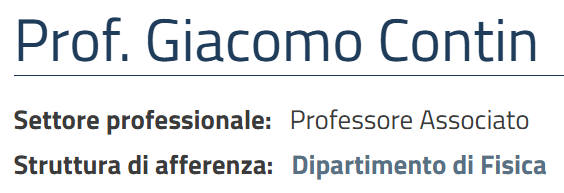 Prof. Giacomo Contin
Settore professionale: Professore Associato
Struttura di afferenza: Dipartimento di Fisica